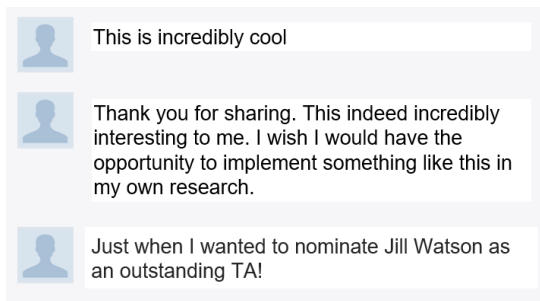 This is incredibly cool
Thank you for sharing. This indeed incredibly
interesting to me. I wish I would have the
opportunity to implement something like this in
my own research.
Just when I wanted to nominate Jill Watson as
an outstanding TA!